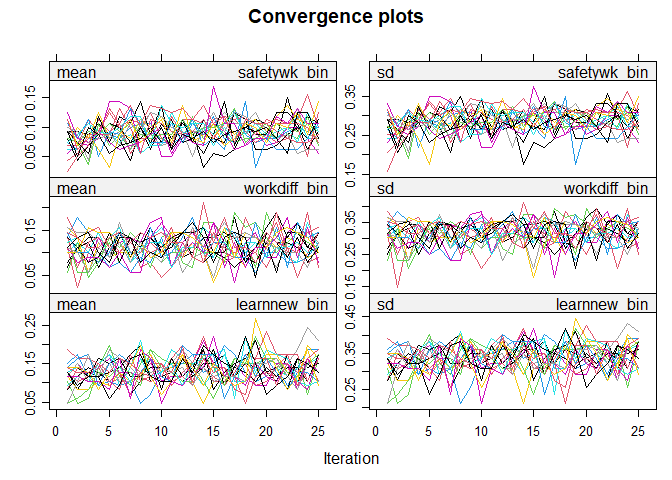 Convergence plots
mean safetywk_bin
sd safetywk_bin
0.05 0.10 0.15
0.15 0.25 0.35
mean workdiff_bin
sd workdiff_bin
0.05 0.15
0.15 0.25 0.35
mean learnnew_bin
sd learnnew_bin
0.05 0.15 0.25
0.25 0.35 0.45
0 5 10 15 20 25
0 5 10 15 20 25
Iteration